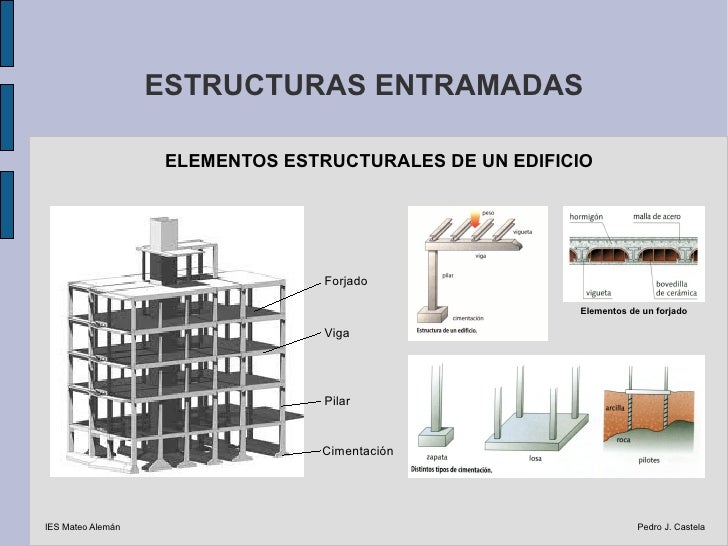 ESTRUCTURAS ENTRAMADAS
ELEMENTOS ESTRUCTURALES DE UN EDIFICIO
Forjado
Viga
Pilar
Cimentación
peso
vigueta
viga
pilar
cimentación
Estructura de un edificio.
hormigón
malla de acero
vigueta
bovedilla
de cerámica
Elementos de un forjado
zapata
losa
arcilla
roca
pilotes
Distintos tipos de cimentación.
IES Mateo Alemán
Pedro J. Castela